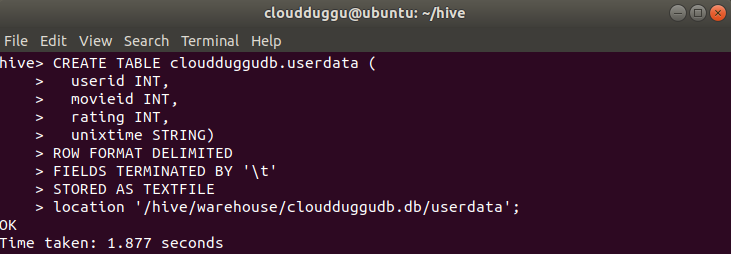 cloudduggu@ubuntu: ~/hive
File Edit View Search Terminal Help
hive> CREATE TABLE cloudduggudb.userdata (
    >   userid INT,
    >   movieid INT,
    >   rating INT,
    >   unixtime STRING)
    > ROW FORMAT DELIMITED
    > FIELDS TERMINATED BY '\t'
    > STORED AS TEXTFILE
    > location '/hive/warehouse/cloudduggudb.db/userdata';
OK
Time taken: 1.877 seconds